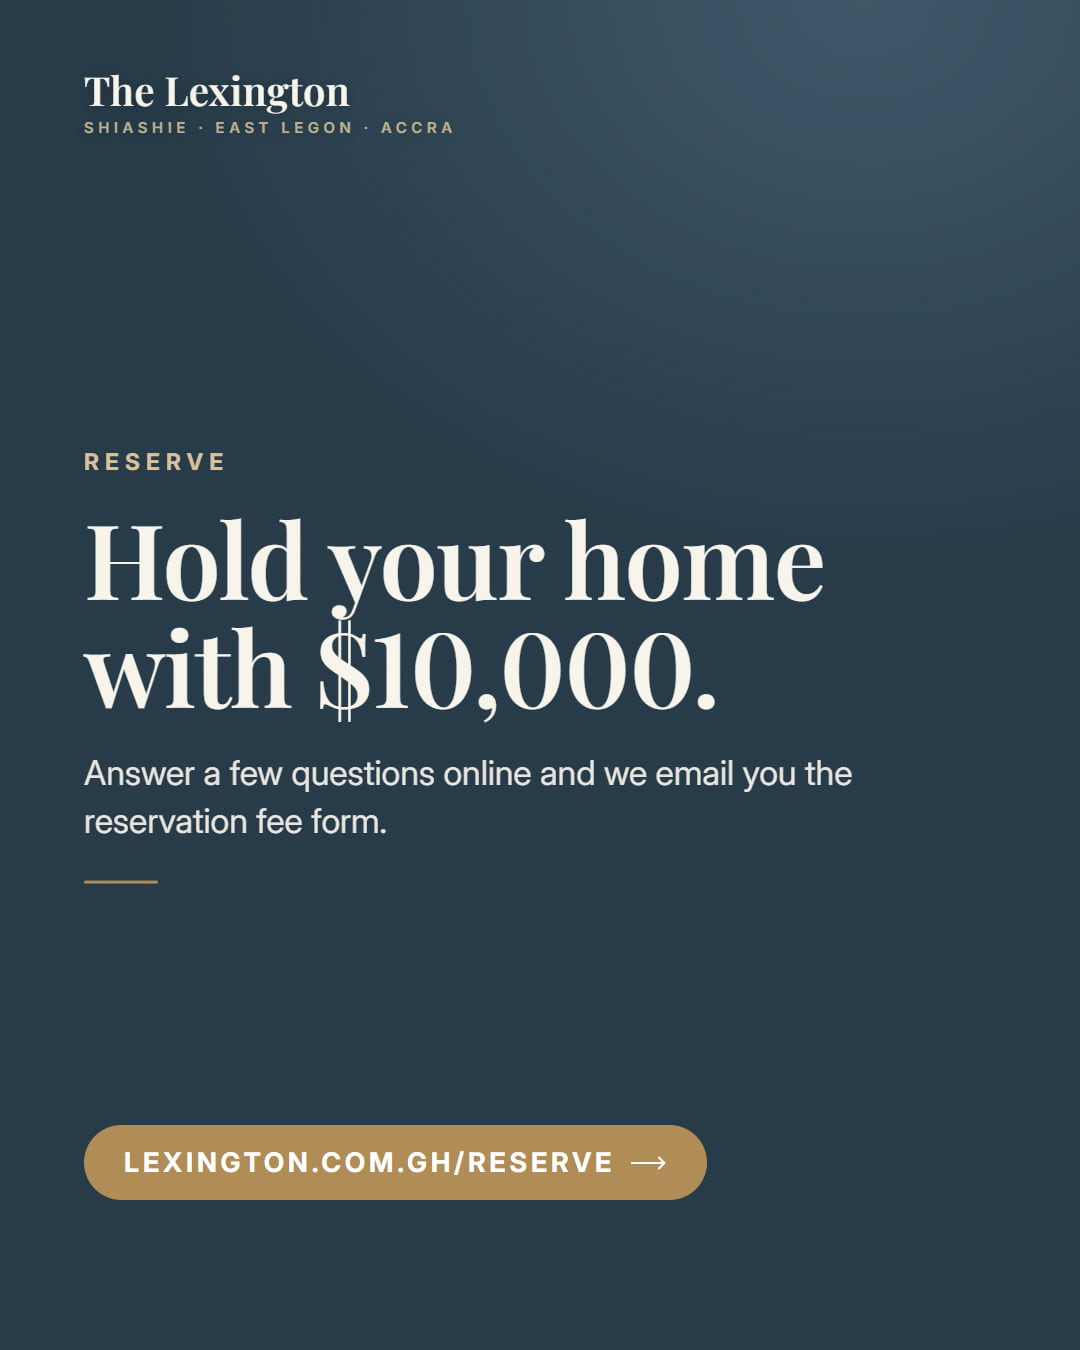 The Lexington
SHIASHIE · EAST LEGON · ACCRA
RESERVE
Hold your home
with $10,000.
Answer a few questions online and we email you the
reservation fee form.
LEXINGTON.COM.GH/RESERVE →